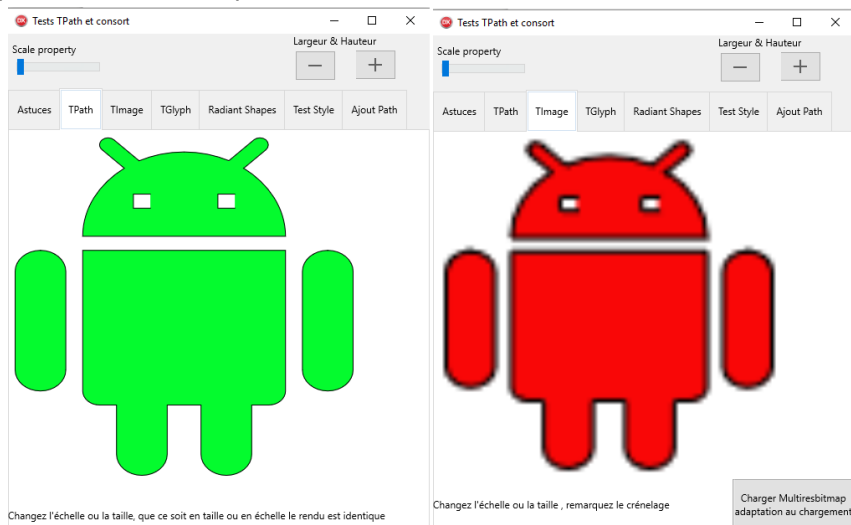 Tests TPath et consort
Scale property
Largeur & Hauteur
Astuces TPath TImage TGlyph Radiant Shapes Test Style Ajout Path
Changez l'échelle ou la taille, que ce soit en taille ou en échelle le rendu est identique
Tests TPath et consort
Scale property
Largeur & Hauteur
Astuces TPath TImage TGlyph Radiant Shapes Test Style Ajout Path
Changez l'échelle ou la taille , remarquez le crénelage
Charger Multiresbitmap
adaptation au chargement